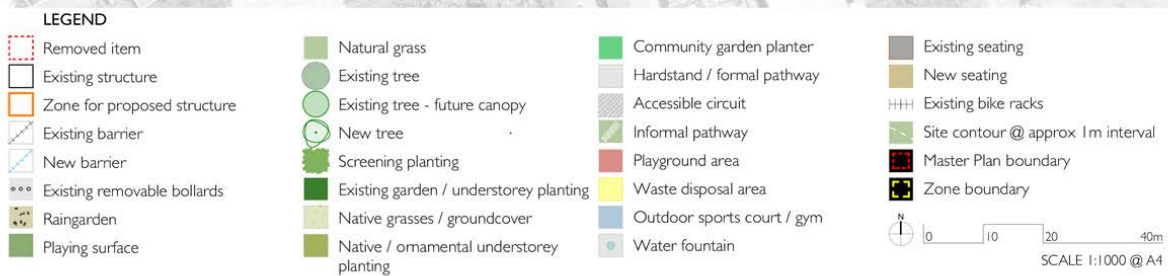 LEGEND
Removed item
Existing structure
Zone for proposed structure
Existing barrier
New barrier
Existing removable bollards
Raingarden
Playing surface
Natural grass
Existing tree
Existing tree - future canopy
New tree
Screening planting
Existing garden / understorey planting
Native grasses / groundcover
Native / ornamental understorey
planting
Community garden planter
Hardstand / formal pathway
Accessible circuit
Informal pathway
Playground area
Waste disposal area
Outdoor sports court / gym
Water fountain
Existing seating
New seating
Existing bike racks
Site contour @ approx 1m interval
Master Plan boundary
Zone boundary
N
0 10 20 40m
SCALE 1:1000 @ A4